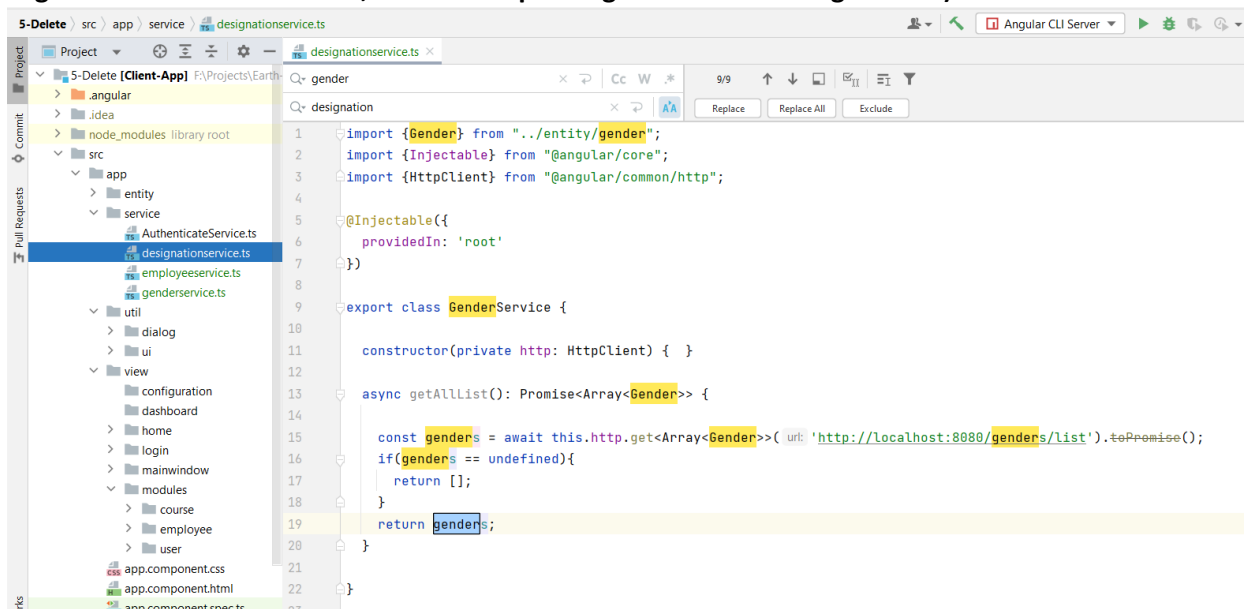 5-Delete 〉 src 〉 app 〉 service 〉 designationservice.ts
Angular CLI Server
Project
designationservice.ts ×
gender
Cc W .*
9/9
designation
Replace
Replace All
Exclude
Project
Commit
Pull Requests
5-Delete [Client-App] F:\Projects\Earth-
.angular
.idea
node_modules library root
src
app
entity
service
AuthenticateService.ts
designationservice.ts
employeeservice.ts
genderservice.ts
util
dialog
ui
view
configuration
dashboard
home
login
mainwindow
modules
course
employee
user
app.component.css
app.component.html
app.component.spec.ts
1 import {Gender} from "../entity/gender";
2 import {Injectable} from "@angular/core";
3 import {HttpClient} from "@angular/common/http";
4
5 @Injectable({
6 providedIn: 'root'
7 })
8
9 export class GenderService {
10
11 constructor(private http: HttpClient) { }
12
13 async getAllList(): Promise<Array<Gender>> {
14
15 const genders = await this.http.get<Array<Gender>>( url: 'http://localhost:8080/genders/list').toPromise();
16 if(genders == undefined){
17 return [];
18 }
19 return genders;
20 }
21
22 }
23